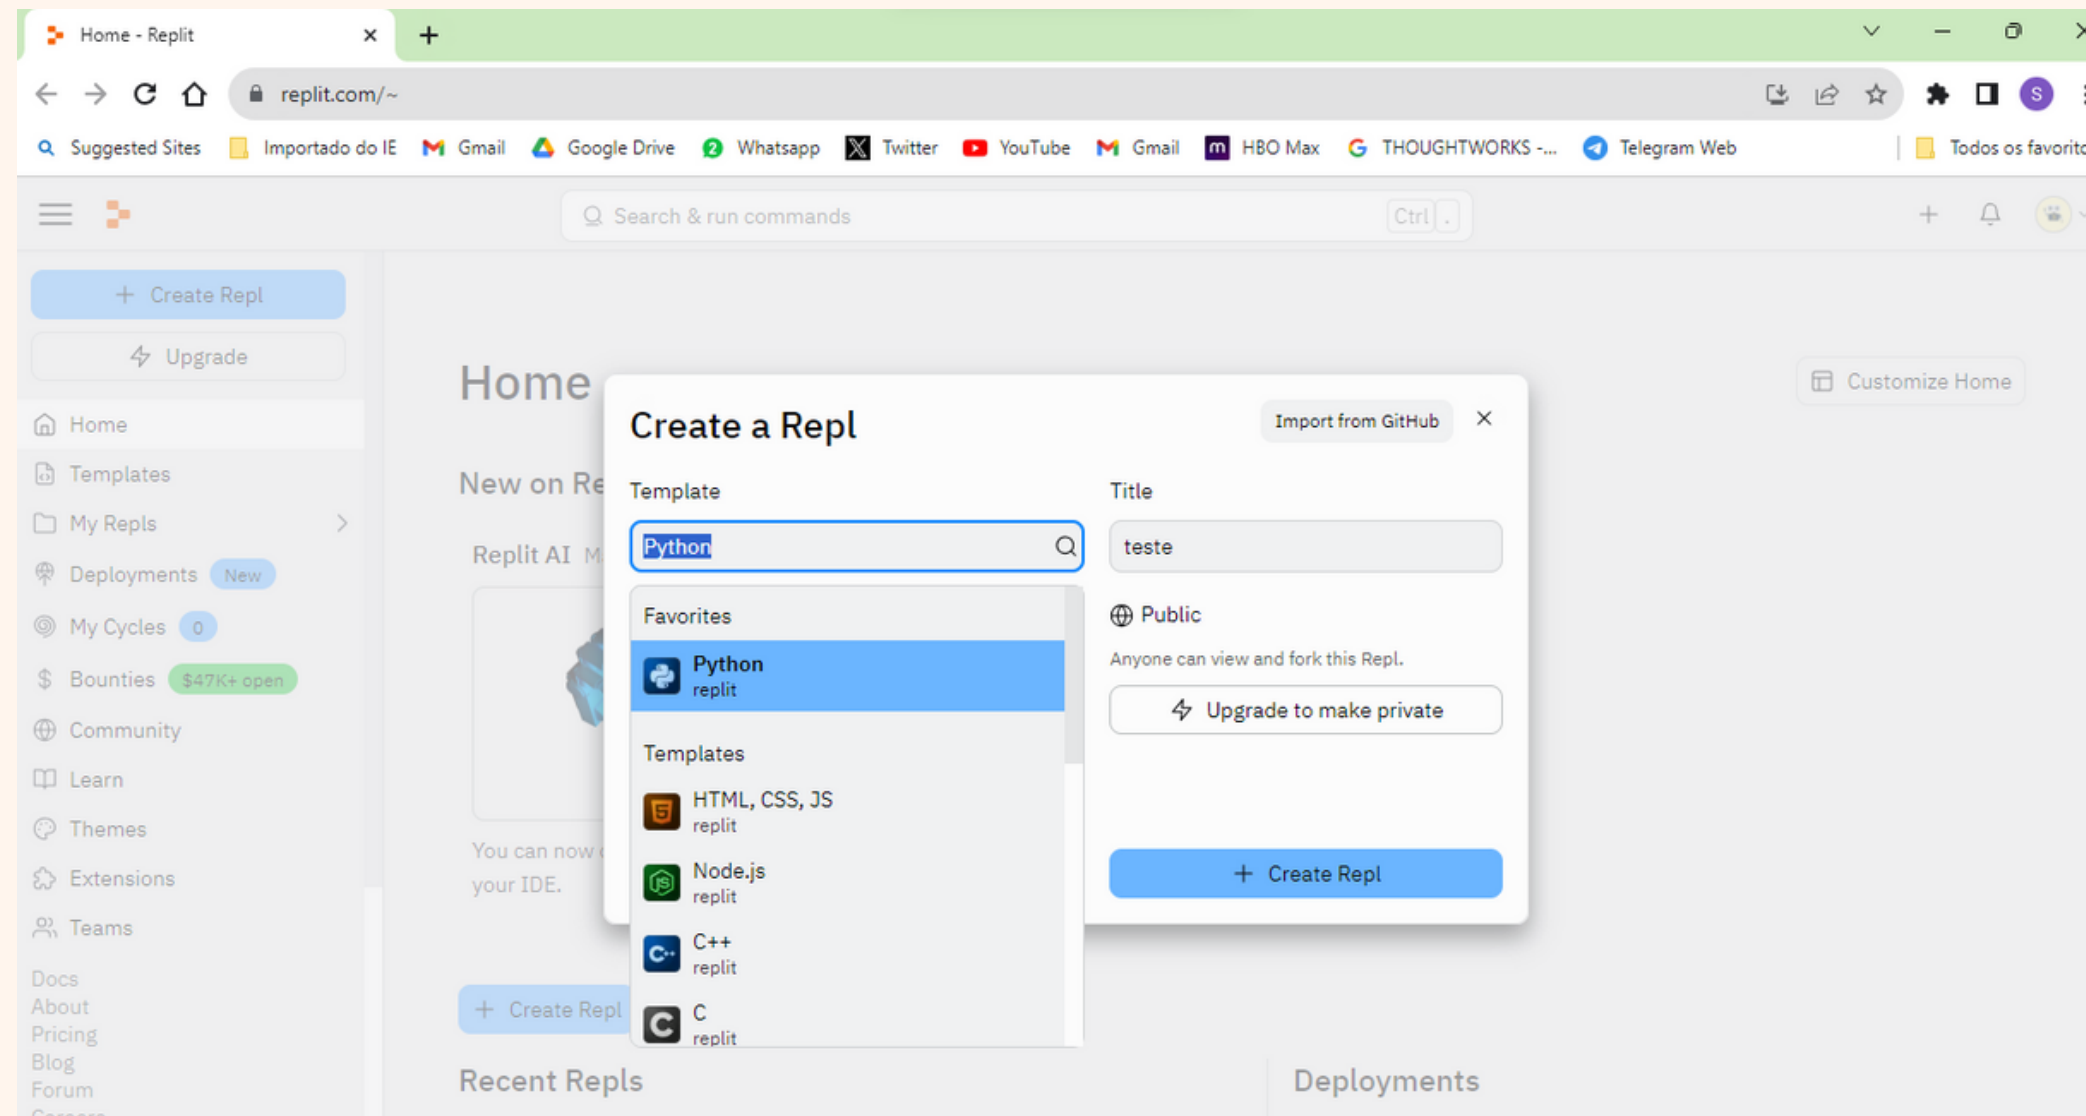 Home - Replit
replit.com/~
S
Suggested Sites Importado do IE Gmail Google Drive 2 Whatsapp Twitter YouTube Gmail m HBO Max THOUGHTWORKS -... Telegram Web Todos os favorito
Search & run commands Ctrl .
+ Create Repl
Upgrade
Home
Templates
My Repls
Deployments New
My Cycles 0
$ Bounties $47K+ open
Community
Learn
Themes
Extensions
Teams
Docs
About
Pricing
Blog
Forum
Home
Customize Home
New on Re
Replit AI M
You can now
your IDE.
+ Create Repl
Recent Repls
Deployments
Create a Repl
Import from GitHub
Template
Python
Favorites
Python
replit
Templates
HTML, CSS, JS
replit
Node.js
replit
C++
replit
C
replit
Title
teste
Public
Anyone can view and fork this Repl.
Upgrade to make private
+ Create Repl